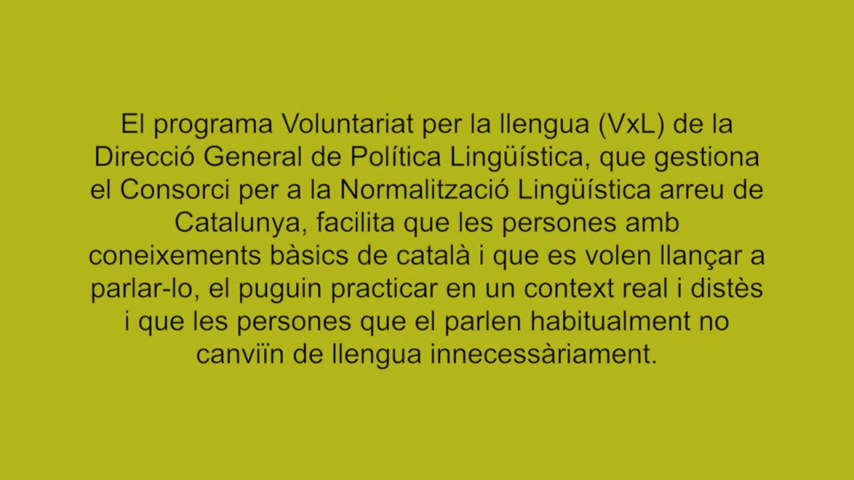 El programa Voluntariat per la llengua (VxL) de la
Direcció General de Política Lingüística, que gestiona
el Consorci per a la Normalització Lingüística arreu de
Catalunya, facilita que les persones amb
coneixements bàsics de català i que es volen llançar a
parlar-lo, el puguin practicar en un context real i distès
i que les persones que el parlen habitualment no
canviïn de llengua innecessàriament.